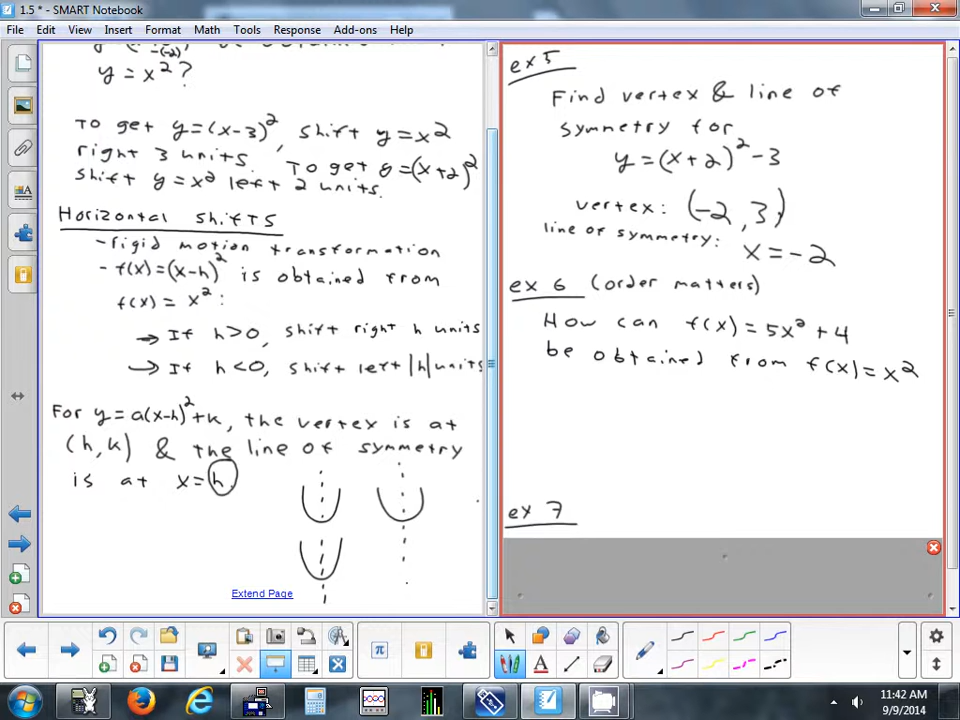 1.5 * - SMART Notebook
File Edit View Insert Format Math Tools Response Add-ons Help
-(-2)
y = x² ?
To get y=(x-3)², shift y=x²
right 3 units. To get y=(x+2)²
shift y=x² left 2 units.
Horizontal shifts
-rigid motion transformation
- f(x)=(x-h)² is obtained from
f(x) = x² :
→ If h>0, shift right h units
→ If h<0, shift left |h| units
For y=a(x-h)²+k, the vertex is at
(h,k) & the line of symmetry
is at x=h.
Extend Page
ex 5
Find vertex & line of
symmetry for
y=(x+2)²-3
vertex: (-2, 3)
line of symmetry: x=-2
ex 6 (order matters)
How can f(x)=5x²+4
be obtained from f(x)=x²
ex 7
11:42 AM
9/9/2014